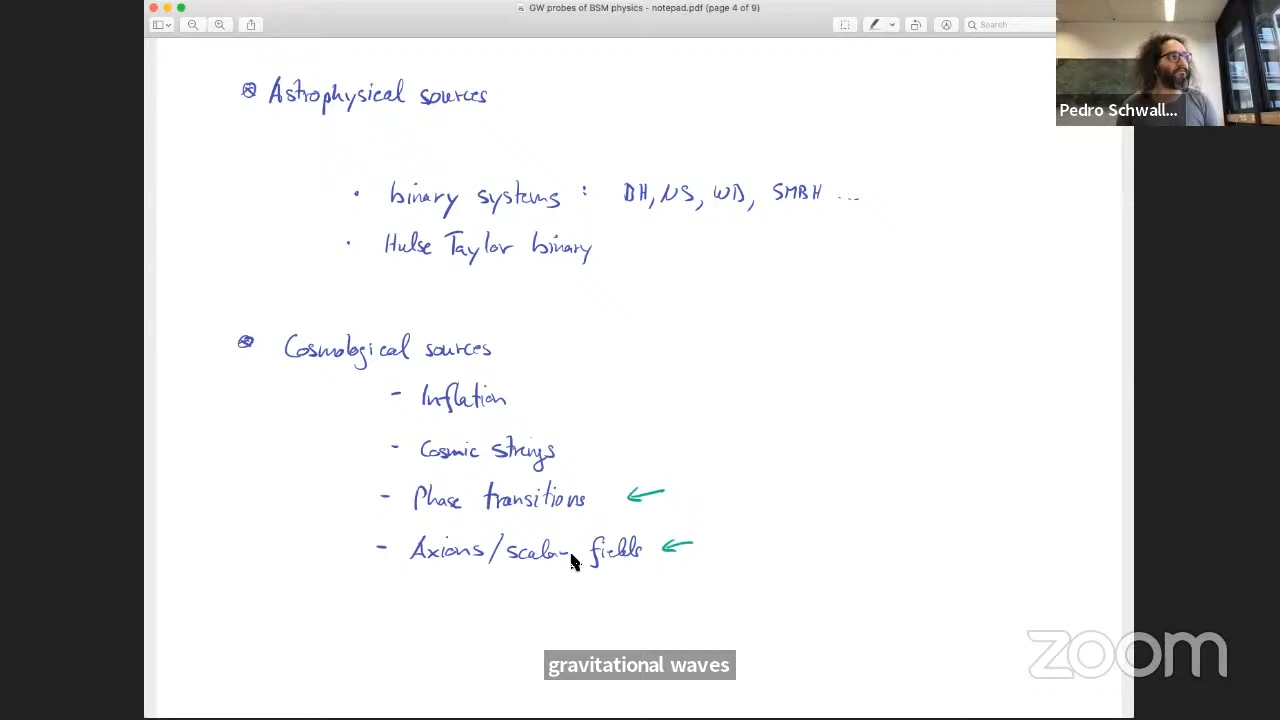 GW probes of BSM physics - notepad.pdf (page 4 of 9)
Search
Pedro Schwall...
⊛ Astrophysical sources
· binary systems : BH, NS, WD, SMBH ...
· Hulse Taylor binary
⊛ Cosmological sources
- Inflation
- Cosmic strings
- Phase transitions ←
- Axions/scalar fields ←
gravitational waves
zoom